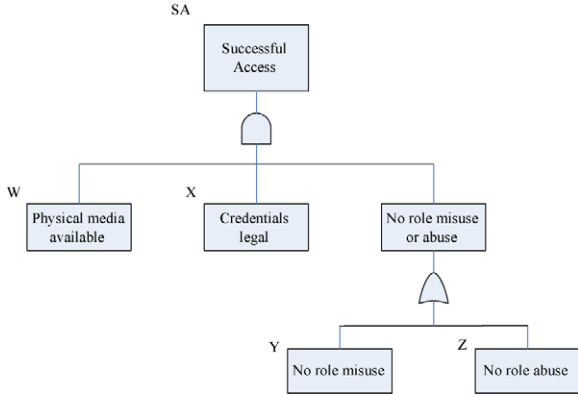 SA
Successful
Access
W
Physical media
available
X
Credentials
legal
No role misuse
or abuse
Y
No role misuse
Z
No role abuse